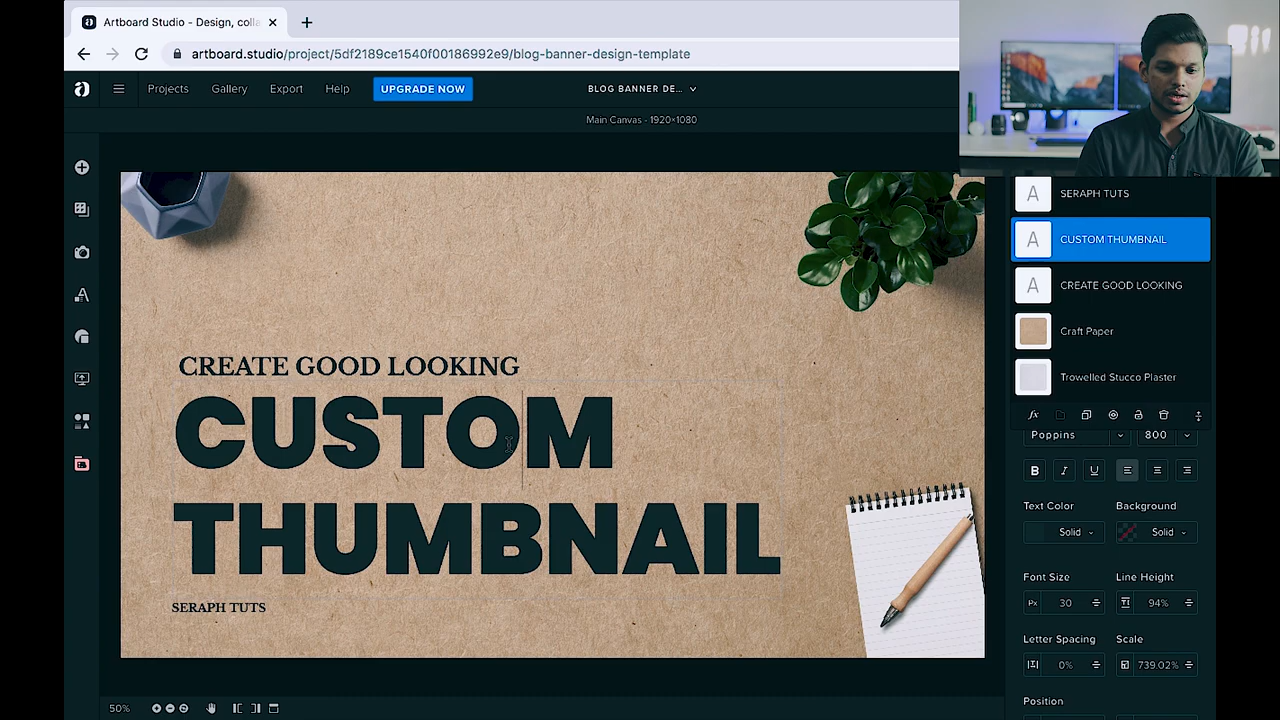 Artboard Studio - Design, colla
artboard.studio/project/5df2189ce1540f00186992e9/blog-banner-design-template
Projects Gallery Export Help UPGRADE NOW BLOG BANNER DE...
Main Canvas - 1920×1080
SERAPH TUTS
CUSTOM THUMBNAIL
CREATE GOOD LOOKING
Craft Paper
Trowelled Stucco Plaster
fx
Poppins 800
B I U
Text Color Background
Solid Solid
Font Size Line Height
Px 30 94%
Letter Spacing Scale
0% 739.02%
Position
CREATE GOOD LOOKING
CUSTOM
THUMBNAIL
SERAPH TUTS
50%